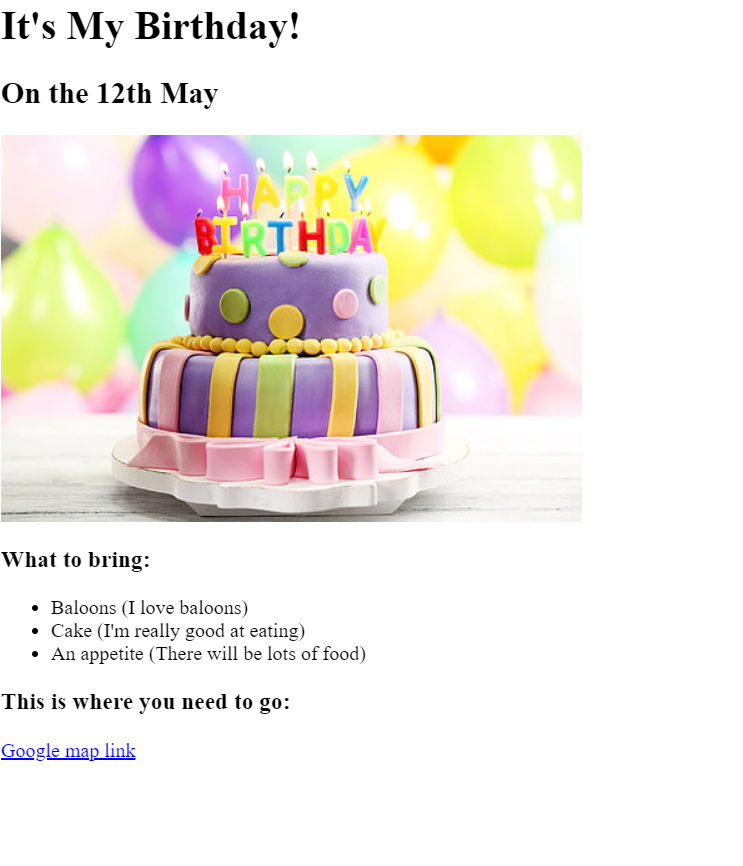 It's My Birthday!
On the 12th May
HAPPY
BIRTHDAY
What to bring:
Baloons (I love baloons)
Cake (I'm really good at eating)
An appetite (There will be lots of food)
This is where you need to go:
Google map link